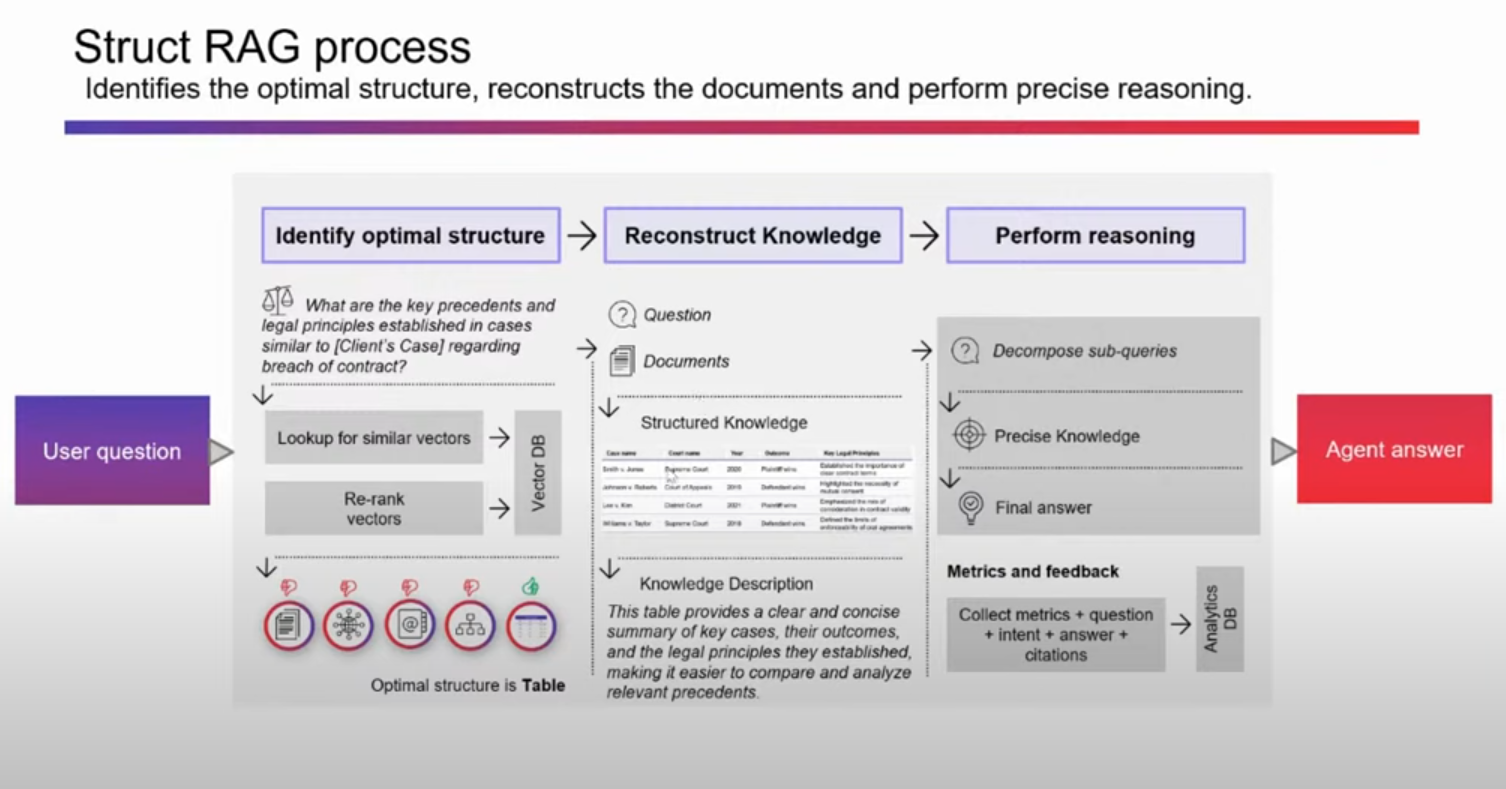 Struct RAG process
Identifies the optimal structure, reconstructs the documents and perform precise reasoning.
User question
Identify optimal structure
What are the key precedents and
legal principles established in cases
similar to [Client's Case] regarding
breach of contract?
Lookup for similar vectors
Re-rank
vectors
Vector DB
Optimal structure is Table
Reconstruct Knowledge
Question
Documents
Structured Knowledge
Case name Court name Year Outcome Key Legal Principles
Smith v. Jones Supreme Court 2020 Plaintiff wins Established the importance of
clear contract terms
Johnson v. Roberts Court of Appeals Defendant wins Highlighted the necessity of
mutual consent
Lee v. Kim District Court 2021 Plaintiff wins Emphasized the role of
consideration in contract validity
Williams v. Taylor Supreme Court Defendant wins Defined the limits of
enforceability of oral agreements
Knowledge Description
This table provides a clear and concise
summary of key cases, their outcomes,
and the legal principles they established,
making it easier to compare and analyze
relevant precedents.
Perform reasoning
Decompose sub-queries
Precise Knowledge
Final answer
Metrics and feedback
Collect metrics + question
+ intent + answer +
citations
Analytics
DB
Agent answer